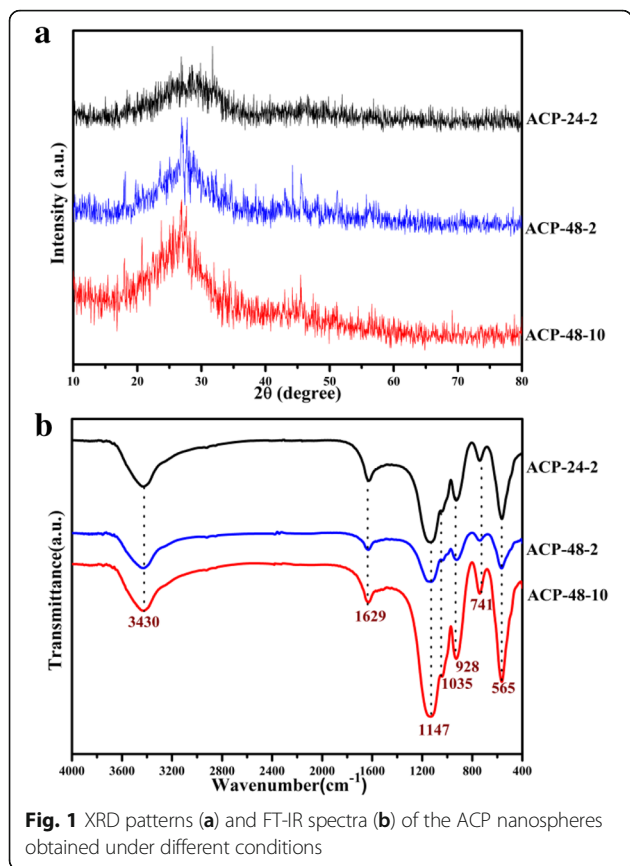 a
Intensity ( a.u.)
ACP-24-2
ACP-48-2
ACP-48-10
10 20 30 40 50 60 70 80
2θ (degree)
b
Transmittance(a.u.)
ACP-24-2
ACP-48-2
ACP-48-10
3430
1629
1147
1035
928
741
565
4000 3600 3200 2800 2400 2000 1600 1200 800 400
Wavenumber(cm-1)
Fig. 1 XRD patterns (a) and FT-IR spectra (b) of the ACP nanospheres
obtained under different conditions